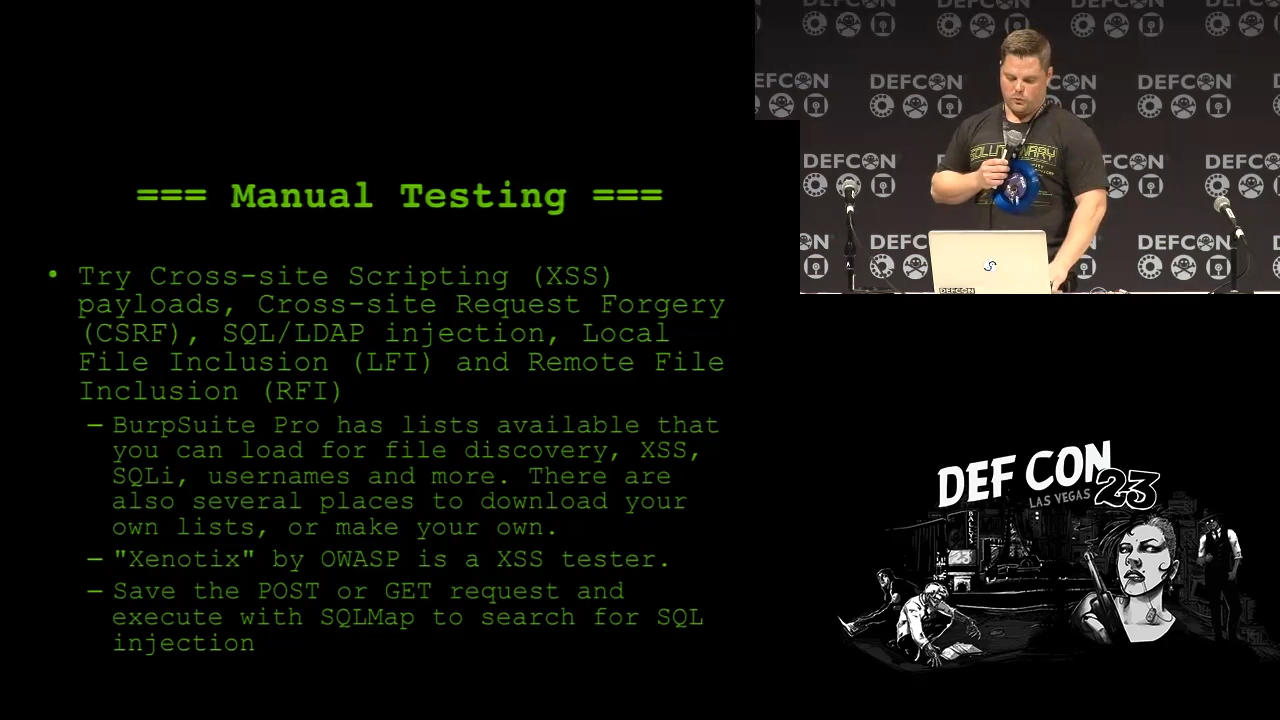 === Manual Testing ===
• Try Cross-site Scripting (XSS)
payloads, Cross-site Request Forgery
(CSRF), SQL/LDAP injection, Local
File Inclusion (LFI) and Remote File
Inclusion (RFI)
– BurpSuite Pro has lists available that
you can load for file discovery, XSS,
SQLi, usernames and more. There are
also several places to download your
own lists, or make your own.
– "Xenotix" by OWASP is a XSS tester.
– Save the POST or GET request and
execute with SQLMap to search for SQL
injection
DEFCON
DEFCON
DEFCON
DEFCON
DEFCON
DEFCON
DEFCON
DEFCON
DEFCON
DEF CON 23
LAS VEGAS
BALLY'S